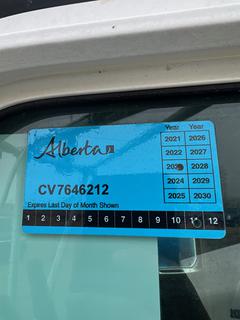 Alberta
Year Year
2021 2026
2022 2027
2028
2024 2029
2025 2030
CV7646212
Expires Last Day of Month Shown
1 2 3 4 5 6 7 8 9 10 12